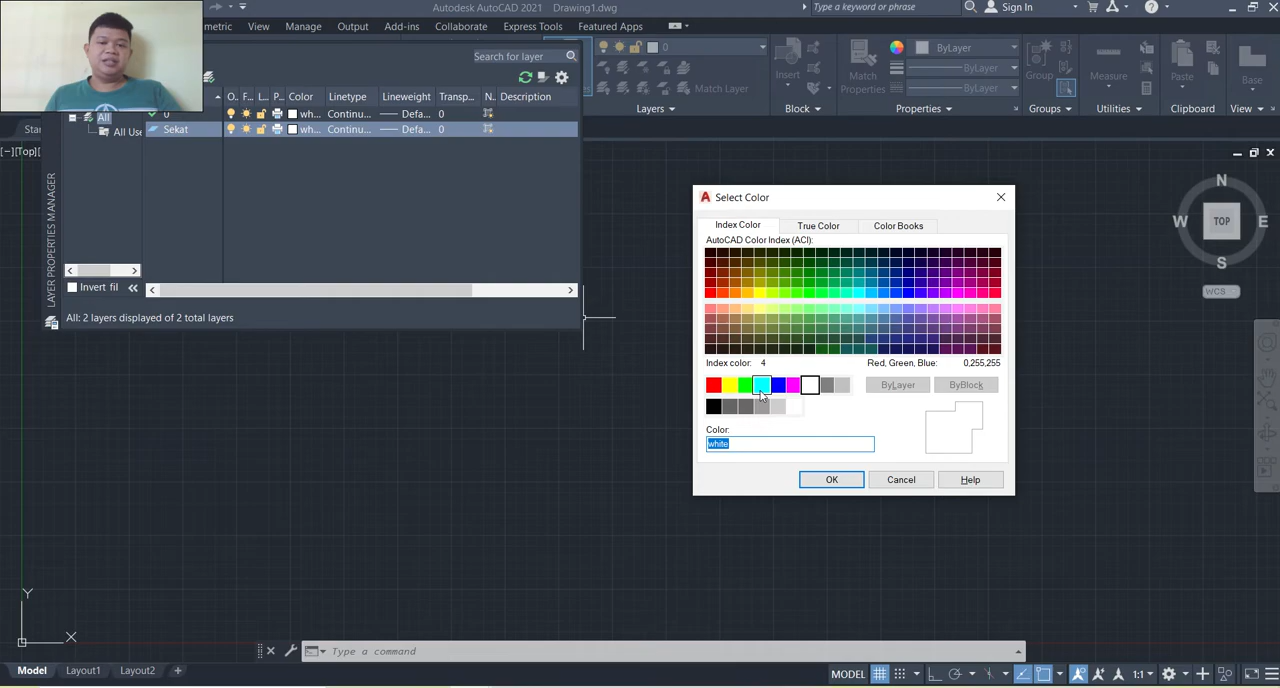 Autodesk AutoCAD 2021 Drawing1.dwg
Type a keyword or phrase
Sign In
metric View Manage Output Add-ins Collaborate Express Tools Featured Apps
Search for layer
O.. F... L... P.. Color Linetype Lineweight Transp... N.. Description
0 wh... Continu... Defa... 0
Sekat wh... Continu... Defa... 0
All
All Use
Invert fil
All: 2 layers displayed of 2 total layers
LAYER PROPERTIES MANAGER
0
Match Layer
Layers
Insert
Block
Match
Properties
ByLayer
ByLayer
ByLayer
Properties
Group
Groups
Measure
Utilities
Paste
Clipboard
Base
View
Star
[−][Top][
N
W TOP E
S
WCS
Select Color
Index Color True Color Color Books
AutoCAD Color Index (ACI):
Index color: 4 Red, Green, Blue: 0,255,255
ByLayer ByBlock
Color:
white
OK Cancel Help
Y
X
Type a command
Model Layout1 Layout2 +
MODEL 1:1